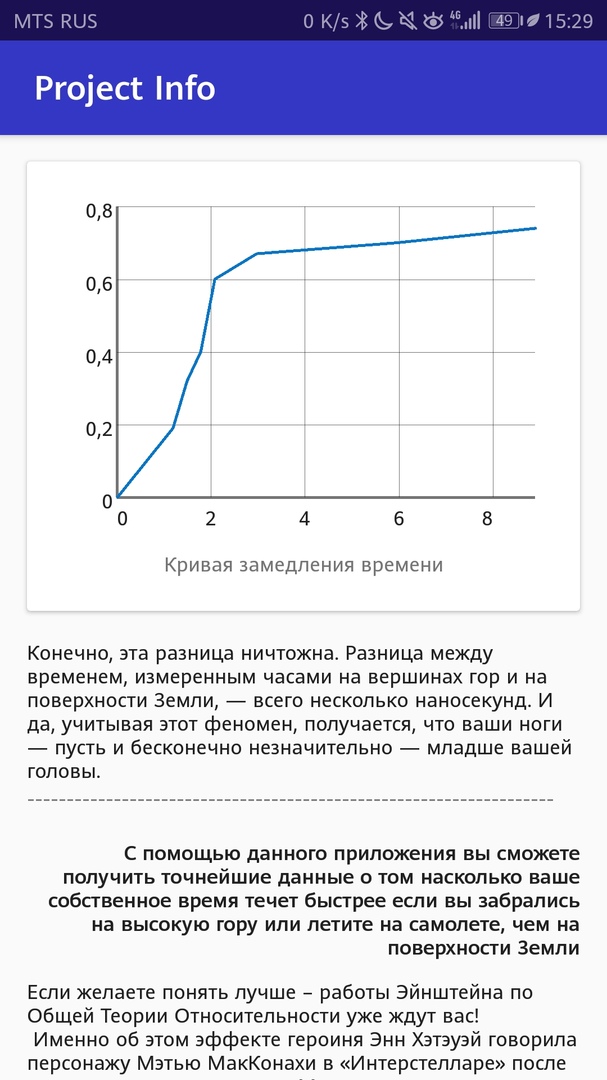 MTS RUS 0 K/s 4G 49 15:29
Project Info
0,8
0,6
0,4
0,2
0
0 2 4 6 8
Кривая замедления времени
Конечно, эта разница ничтожна. Разница между
временем, измеренным часами на вершинах гор и на
поверхности Земли, — всего несколько наносекунд. И
да, учитывая этот феномен, получается, что ваши ноги
— пусть и бесконечно незначительно — младше вашей
головы.
С помощью данного приложения вы сможете
получить точнейшие данные о том насколько ваше
собственное время течет быстрее если вы забрались
на высокую гору или летите на самолете, чем на
поверхности Земли
Если желаете понять лучше – работы Эйнштейна по
Общей Теории Относительности уже ждут вас!
Именно об этом эффекте героиня Энн Хэтэуэй говорила
персонажу Мэтью МакКонахи в «Интерстелларе» после